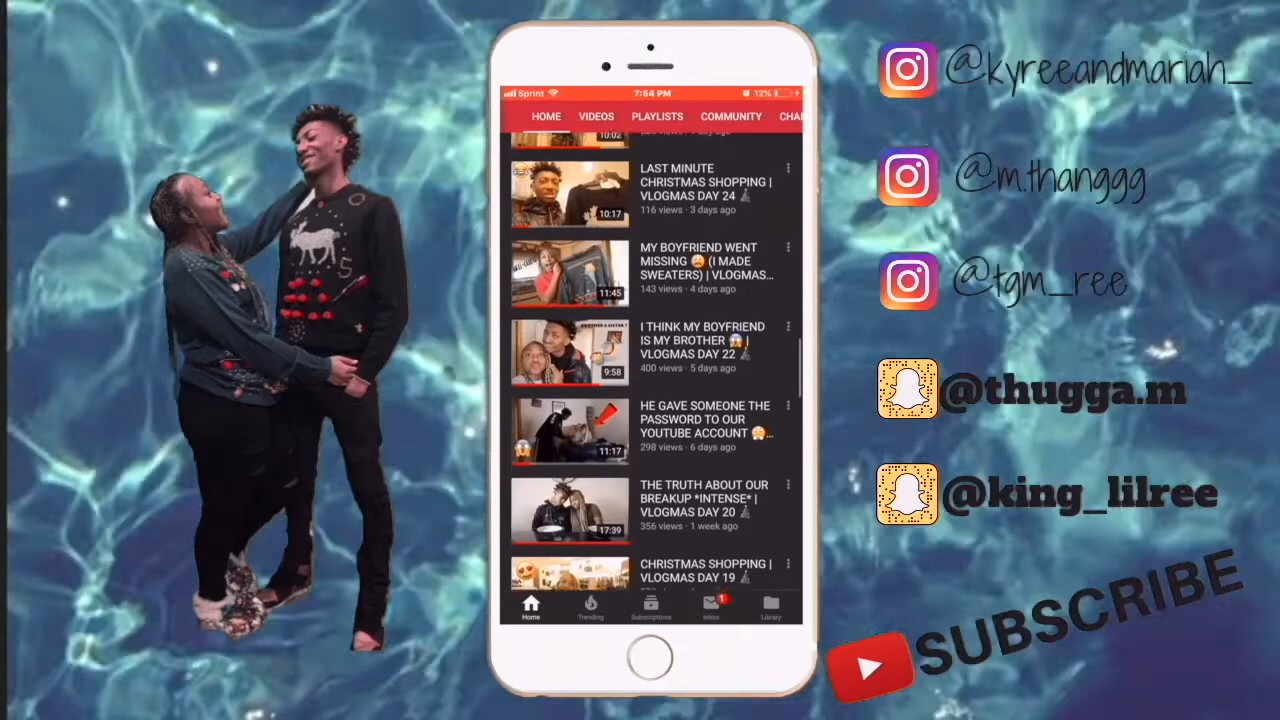 Sprint 7:54 PM 12%
HOME VIDEOS PLAYLISTS COMMUNITY CHAN
10:02
LAST MINUTE
CHRISTMAS SHOPPING |
VLOGMAS DAY 24
116 views · 3 days ago
10:17
MY BOYFRIEND WENT
MISSING 😩 (I MADE
SWEATERS) | VLOGMAS...
143 views · 4 days ago
11:45
I THINK MY BOYFRIEND
IS MY BROTHER 😱 |
VLOGMAS DAY 22
400 views · 5 days ago
9:58
HE GAVE SOMEONE THE
PASSWORD TO OUR
YOUTUBE ACCOUNT 😤...
298 views · 6 days ago
11:17
THE TRUTH ABOUT OUR
BREAKUP *INTENSE* |
VLOGMAS DAY 20
356 views · 1 week ago
17:39
CHRISTMAS SHOPPING |
VLOGMAS DAY 19
Home Trending Subscriptions Inbox Library
1
@kyreeandmariah_
@m.thanggg
@tgm_ree
@thugga.m
@king_lilree
SUBSCRIBE